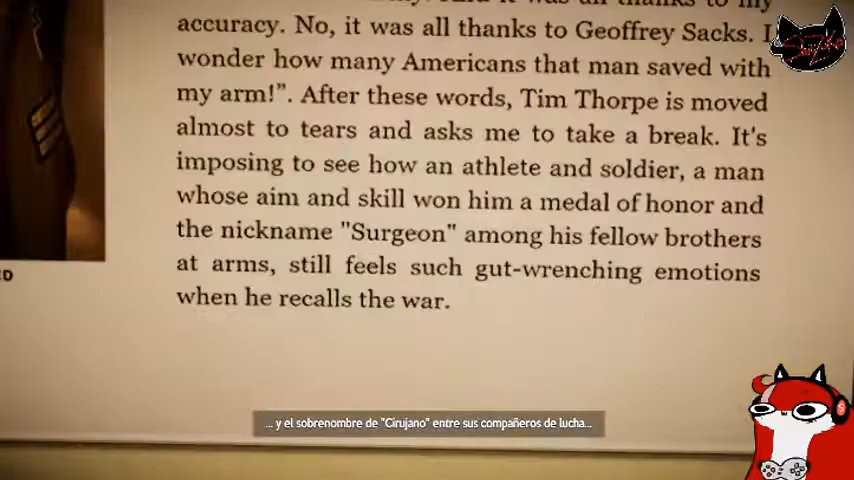 accuracy. No, it was all thanks to Geoffrey Sacks. I
wonder how many Americans that man saved with
my arm!”. After these words, Tim Thorpe is moved
almost to tears and asks me to take a break. It's
imposing to see how an athlete and soldier, a man
whose aim and skill won him a medal of honor and
the nickname "Surgeon" among his fellow brothers
at arms, still feels such gut-wrenching emotions
when he recalls the war.
... y el sobrenombre de "Cirujano" entre sus compañeros de lucha...